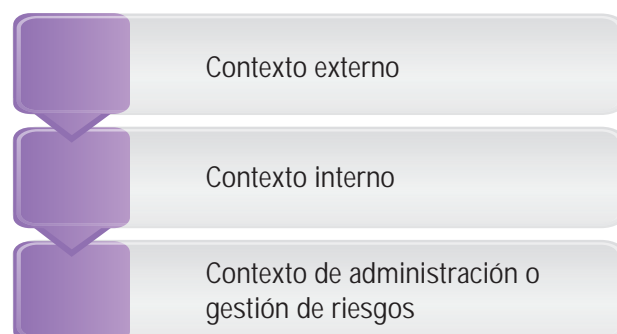 Contexto externo
Contexto interno
Contexto de administración o
gestión de riesgos